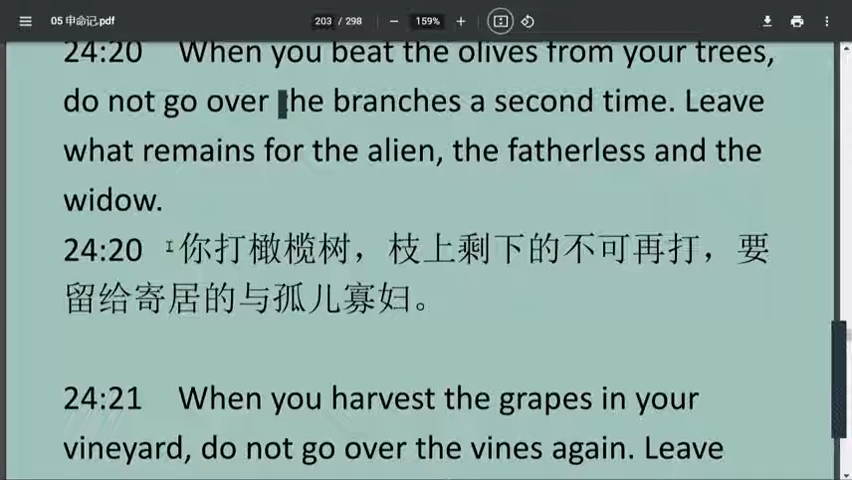 05 申命记.pdf
203 / 298
159%
24:20 When you beat the olives from your trees,
do not go over the branches a second time. Leave
what remains for the alien, the fatherless and the
widow.
24:20 你打橄榄树，枝上剩下的不可再打，要
留给寄居的与孤儿寡妇。
24:21 When you harvest the grapes in your
vineyard, do not go over the vines again. Leave